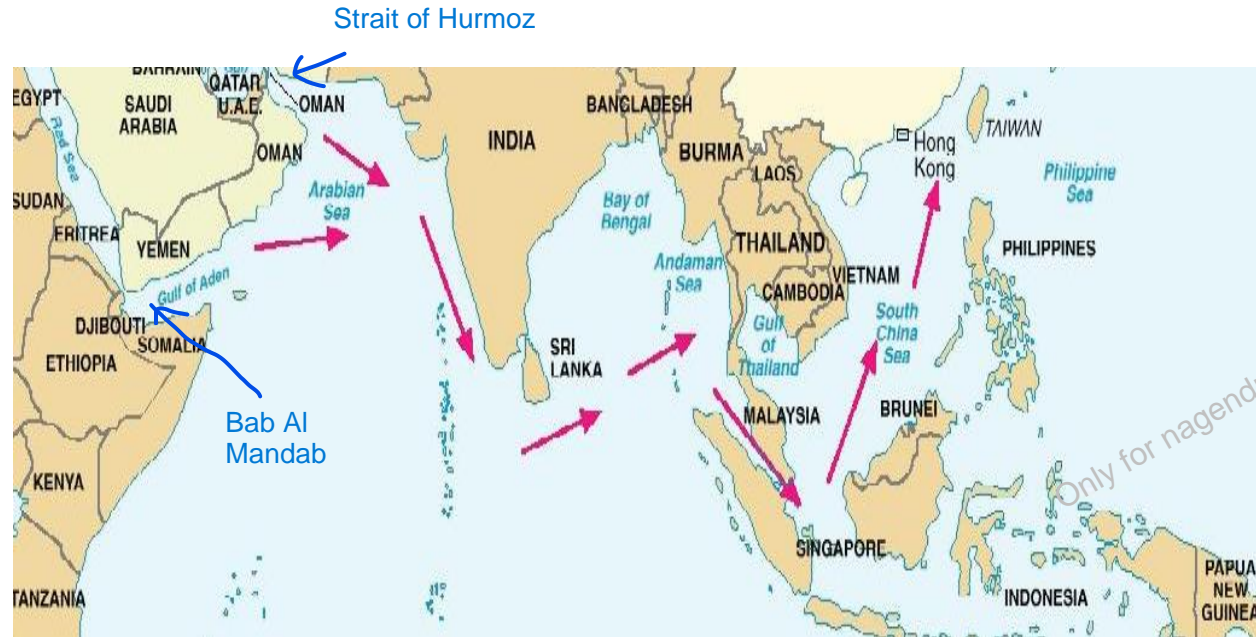 Strait of Hurmoz
BAHRAIN
Gulf
QATAR
EGYPT
SAUDI
ARABIA
U.A.E.
OMAN
BANGLADESH
TAIWAN
Red Sea
INDIA
Hong
Kong
OMAN
BURMA
LAOS
Philippine
Sea
SUDAN
Arabian
Sea
Bay of
Bengal
ERITREA
YEMEN
THAILAND
PHILIPPINES
Andaman
Sea
VIETNAM
Gulf of Aden
CAMBODIA
DJIBOUTI
SOMALIA
Gulf
of
Thailand
South
China
Sea
ETHIOPIA
SRI
LANKA
Bab Al
Mandab
MALAYSIA
BRUNEI
Only for nagend
KENYA
SINGAPORE
PAPUA
NEW
GUINEA
TANZANIA
INDONESIA